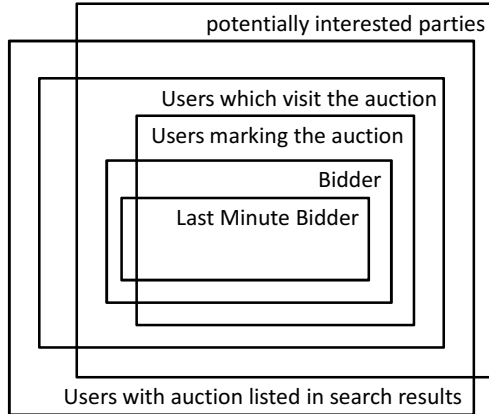 potentially interested parties
Users which visit the auction
Users marking the auction
Bidder
Last Minute Bidder
Users with auction listed in search results